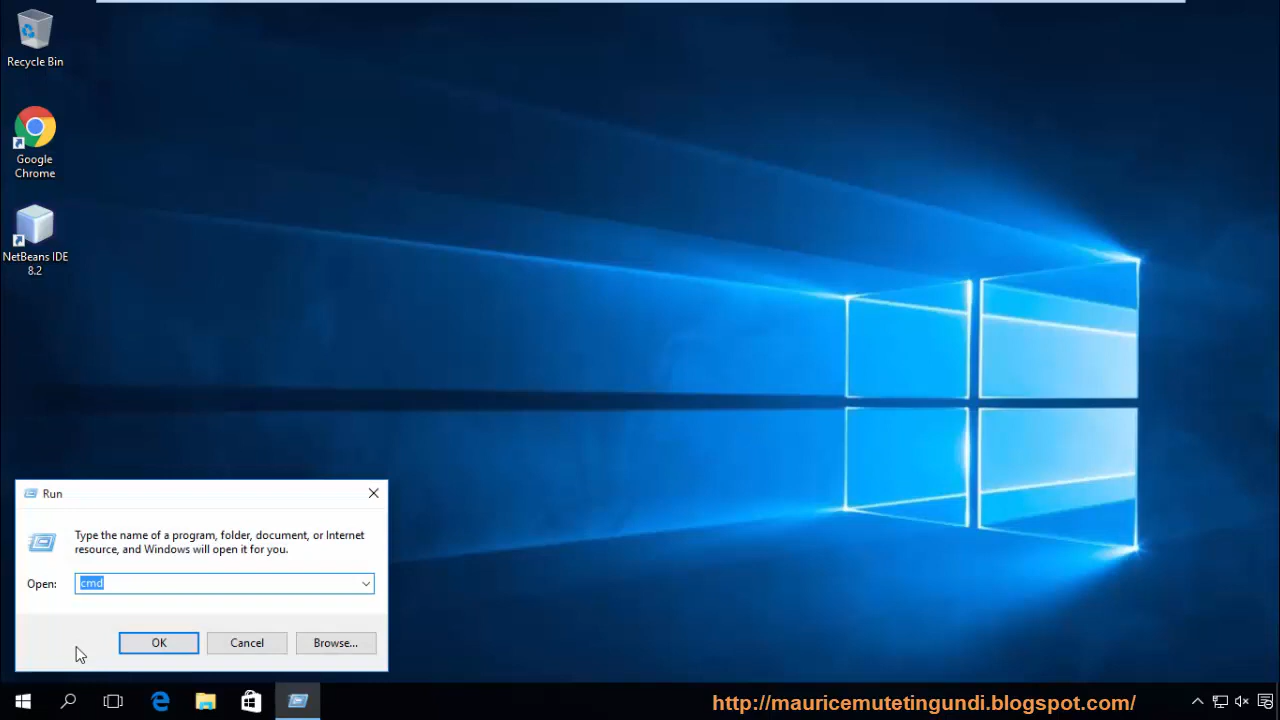 Recycle Bin
Google
Chrome
NetBeans IDE
8.2
Run
Type the name of a program, folder, document, or Internet
resource, and Windows will open it for you.
Open:
cmd
OK
Cancel
Browse...
http://mauricemutetingundi.blogspot.com/